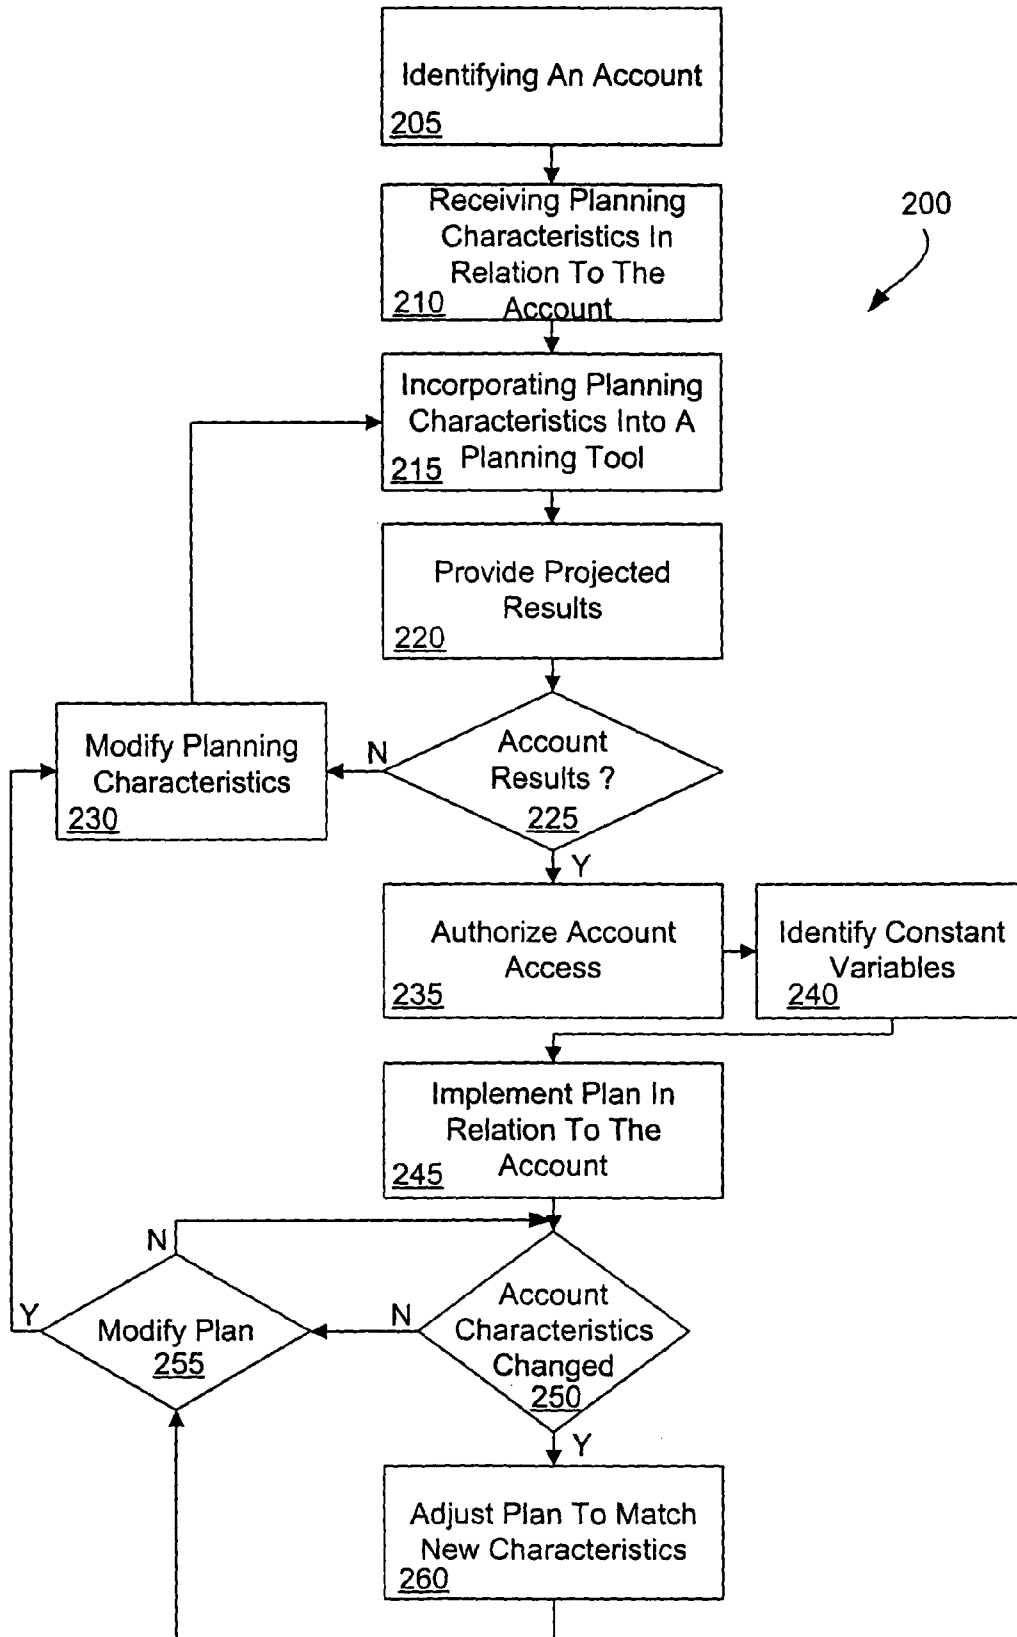 Identifying An Account
205
Receiving Planning
Characteristics In
Relation To The
Account
210
200
Incorporating Planning
Characteristics Into A
Planning Tool
215
Provide Projected
Results
220
Account
Results ?
225
N
Y
Modify Planning
Characteristics
230
Authorize Account
Access
235
Identify Constant
Variables
240
Implement Plan In
Relation To The
Account
245
Account
Characteristics
Changed
250
N
Y
Modify Plan
255
N
Y
Adjust Plan To Match
New Characteristics
260